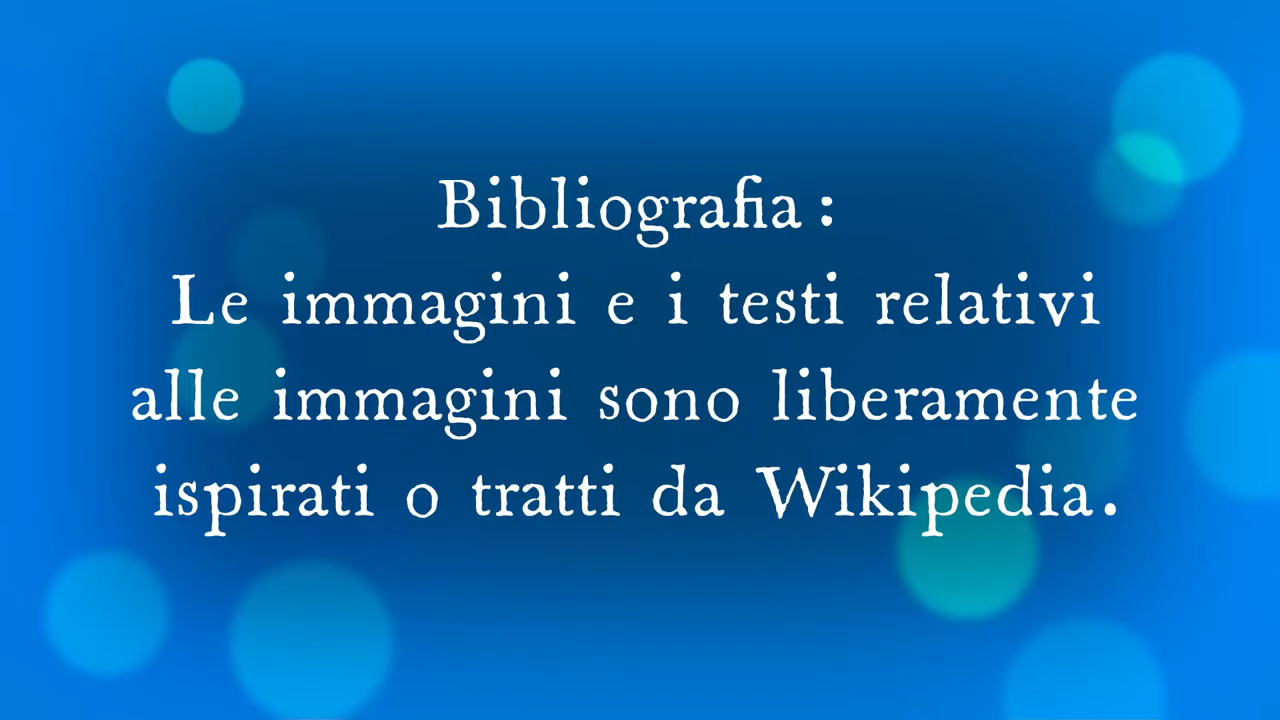 Bibliografia :
Le immagini e i testi relativi
alle immagini sono liberamente
ispirati o tratti da Wikipedia.